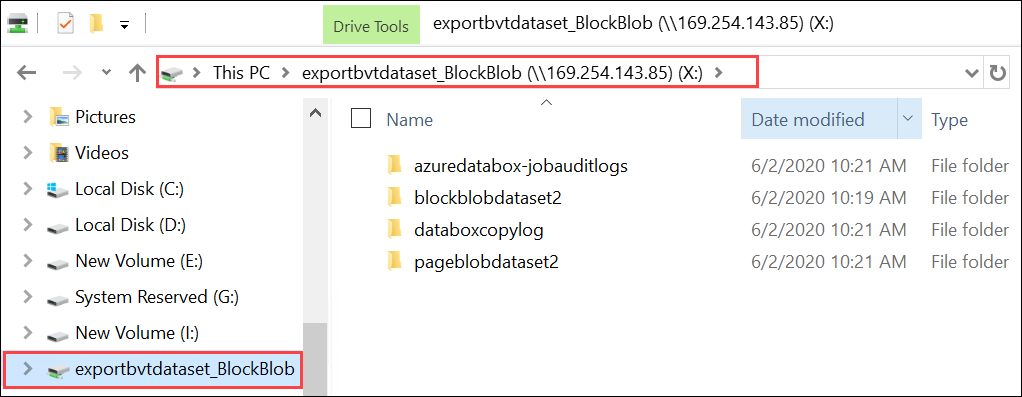 Drive Tools exportbvtdataset_BlockBlob (\\169.254.143.85) (X:)
This PC exportbvtdataset_BlockBlob (\\169.254.143.85) (X:)
Pictures
Videos
Local Disk (C:)
Local Disk (D:)
New Volume (E:)
System Reserved (G:)
New Volume (I:)
exportbvtdataset_BlockBlob
Name Date modified Type
azuredatabox-jobauditlogs 6/2/2020 10:21 AM File folder
blockblobdataset2 6/2/2020 10:19 AM File folder
databoxcopylog 6/2/2020 10:21 AM File folder
pageblobdataset2 6/2/2020 10:21 AM File folder